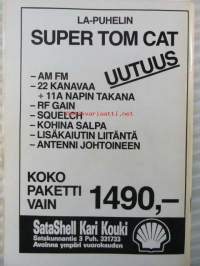 LA-PUHELIN
SUPER TOM CAT
UUTUUS
- AM FM
- 22 KANAVAA
+ 11A NAPIN TAKANA
- RF GAIN
- SQUELCH
- KOHINA SALPA
- LISÄKAIUTIN LIITÄNTÄ
- ANTENNI JOHTOINEEN
KOKO
PAKETTI
VAIN 1490,-
SataShell Kari Kouki
Satakunnantie 3 Puh. 331733
Avoinna ympäri vuorokauden